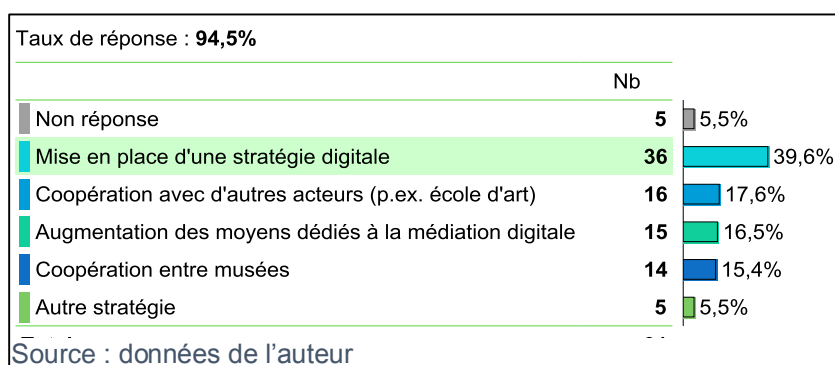 Taux de réponse : 94,5%
Nb
Non réponse 5 5,5%
Mise en place d'une stratégie digitale 36 39,6%
Coopération avec d'autres acteurs (p.ex. école d'art) 16 17,6%
Augmentation des moyens dédiés à la médiation digitale 15 16,5%
Coopération entre musées 14 15,4%
Autre stratégie 5 5,5%
Source : données de l'auteur